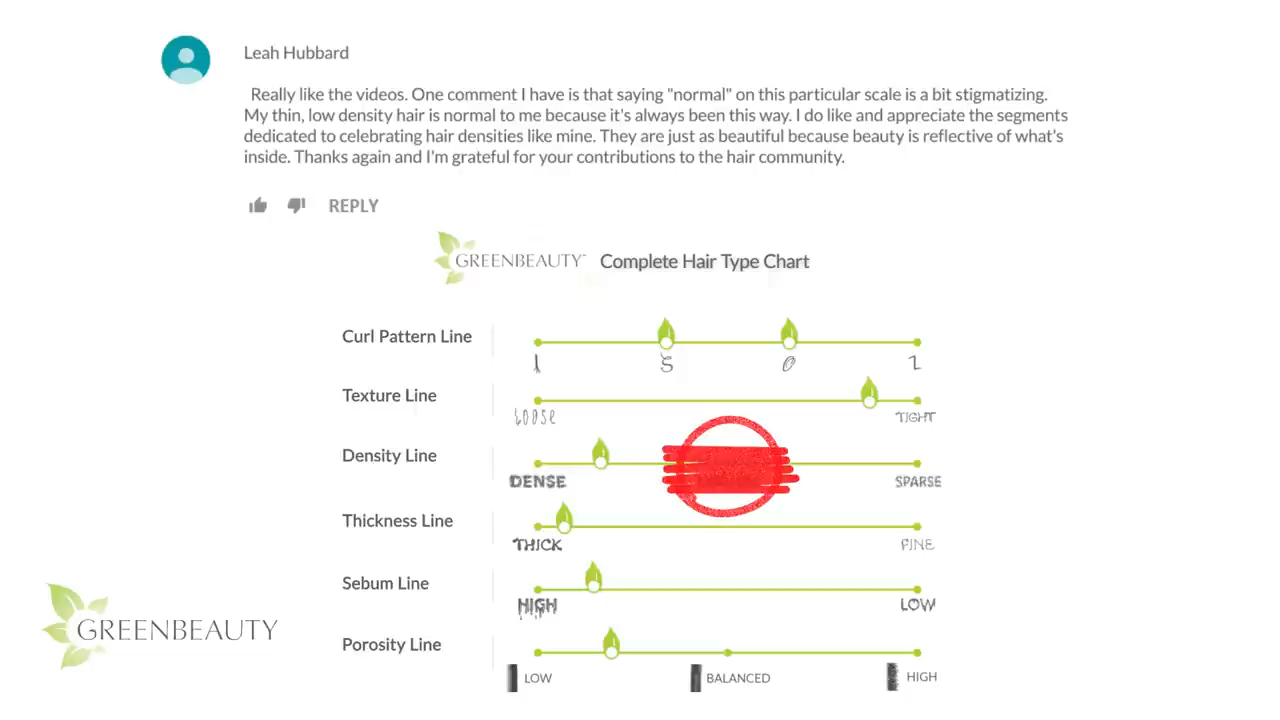 Leah Hubbard
Really like the videos. One comment I have is that saying "normal" on this particular scale is a bit stigmatizing.
My thin, low density hair is normal to me because it's always been this way. I do like and appreciate the segments
dedicated to celebrating hair densities like mine. They are just as beautiful because beauty is reflective of what's
inside. Thanks again and I'm grateful for your contributions to the hair community.
REPLY
GREENBEAUTY Complete Hair Type Chart
Curl Pattern Line
I S O Z
Texture Line
LOOSE TIGHT
Density Line
DENSE SPARSE
Thickness Line
THICK FINE
Sebum Line
HIGH LOW
GREENBEAUTY
Porosity Line
LOW BALANCED HIGH